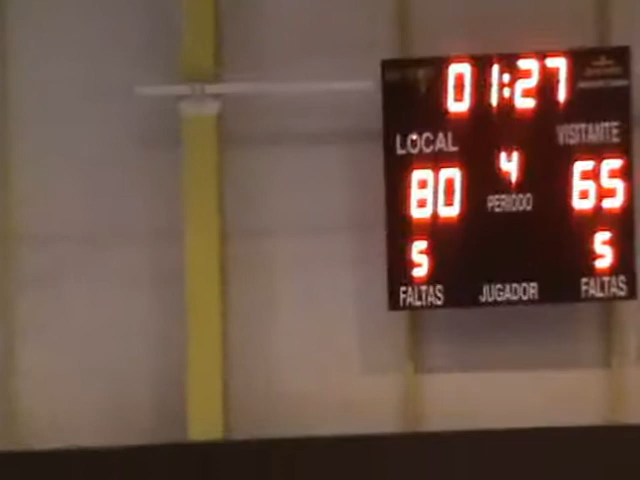 01:27
LOCAL VISITANTE
80 4 65
PERIODO
5 5
FALTAS JUGADOR FALTAS